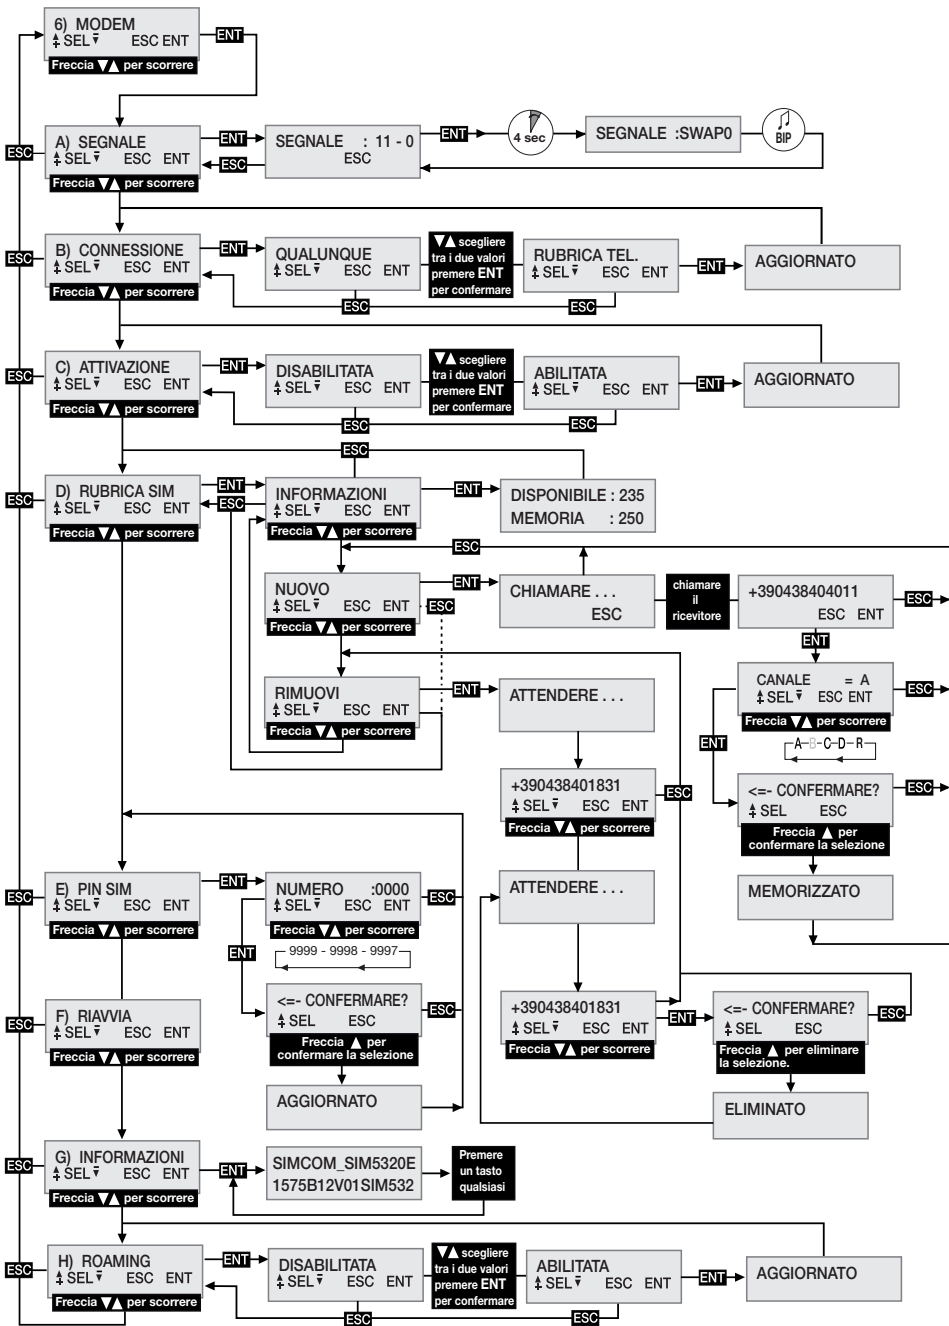 6) MODEM
SEL ESC ENT
Freccia ▼▲ per scorrere
ENT
A) SEGNALE
SEL ESC ENT
Freccia ▼▲ per scorrere
ESC
ENT
ESC
SEGNALE : 11 - 0
ESC
ENT
4 sec
SEGNALE :SWAP0
BIP
B) CONNESSIONE
SEL ESC ENT
Freccia ▼▲ per scorrere
ESC
ENT
QUALUNQUE
SEL ESC ENT
ESC
▼▲ scegliere
tra i due valori
premere ENT
per confermare
RUBRICA TEL.
SEL ESC ENT
ESC
ENT
AGGIORNATO
C) ATTIVAZIONE
SEL ESC ENT
Freccia ▼▲ per scorrere
ESC
ENT
DISABILITATA
SEL ESC ENT
ESC
▼▲ scegliere
tra i due valori
premere ENT
per confermare
ABILITATA
SEL ESC ENT
ESC
ENT
AGGIORNATO
ESC
D) RUBRICA SIM
SEL ESC ENT
Freccia ▼▲ per scorrere
ESC
ENT
ESC
INFORMAZIONI
SEL ESC ENT
Freccia ▼▲ per scorrere
ENT
DISPONIBILE : 235
MEMORIA : 250
ESC
NUOVO
SEL ESC ENT
Freccia ▼▲ per scorrere
ENT
ESC
CHIAMARE . . .
ESC
chiamare
il
ricevitore
+390438404011
ESC ENT
ESC
ENT
RIMUOVI
SEL ESC ENT
Freccia ▼▲ per scorrere
ENT
ATTENDERE . . .
CANALE = A
SEL ESC ENT
Freccia ▼▲ per scorrere
ESC
ENT
A-B-C-D-R
+390438401831
SEL ESC ENT
Freccia ▼▲ per scorrere
ESC
<=- CONFERMARE?
SEL ESC
Freccia ▲ per
confermare la selezione
ESC
ATTENDERE . . .
MEMORIZZATO
E) PIN SIM
SEL ESC ENT
Freccia ▼▲ per scorrere
ESC
ENT
NUMERO :0000
SEL ESC ENT
Freccia ▼▲ per scorrere
ESC
ENT
9999 - 9998 - 9997
<=- CONFERMARE?
SEL ESC
Freccia ▲ per
confermare la selezione
ESC
AGGIORNATO
+390438401831
SEL ESC ENT
Freccia ▼▲ per scorrere
ENT
<=- CONFERMARE?
SEL ESC
Freccia ▲ per eliminare
la selezione.
ESC
ELIMINATO
F) RIAVVIA
SEL ESC ENT
Freccia ▼▲ per scorrere
ESC
G) INFORMAZIONI
SEL ESC ENT
Freccia ▼▲ per scorrere
ESC
ENT
SIMCOM_SIM5320E
1575B12V01SIM532
Premere
un tasto
qualsiasi
H) ROAMING
SEL ESC ENT
Freccia ▼▲ per scorrere
ESC
ENT
DISABILITATA
SEL ESC ENT
ESC
▼▲ scegliere
tra i due valori
premere ENT
per confermare
ABILITATA
SEL ESC ENT
ESC
ENT
AGGIORNATO